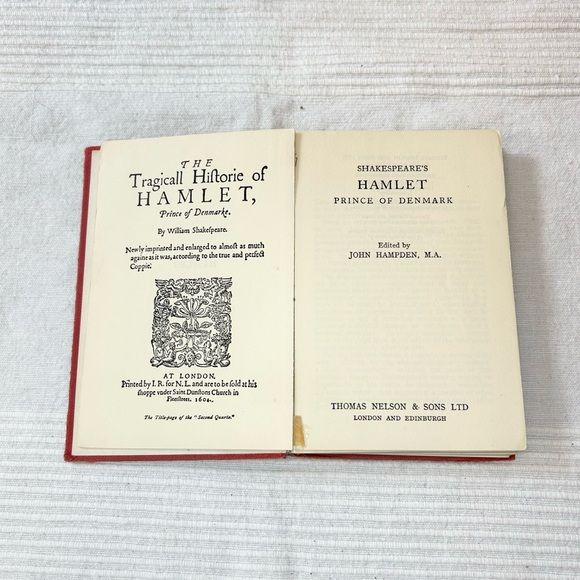 THE
Tragicall Hiſtorie of
HAMLET,
Prince of Denmarke.
By William Shakeſpeare.
Newly imprinted and enlarged to almoſt as much
againe as it was, according to the true and perfect
Coppie.
AT LONDON,
Printed by I. R. for N. L. and are to be ſold at his
ſhoppe vnder Saint Dunſtons Church in
Fleetſtreet. 1604.
The Title-page of the "Second Quarto."
SHAKESPEARE'S
HAMLET
PRINCE OF DENMARK
Edited by
JOHN HAMPDEN, M.A.
THOMAS NELSON & SONS LTD
LONDON AND EDINBURGH